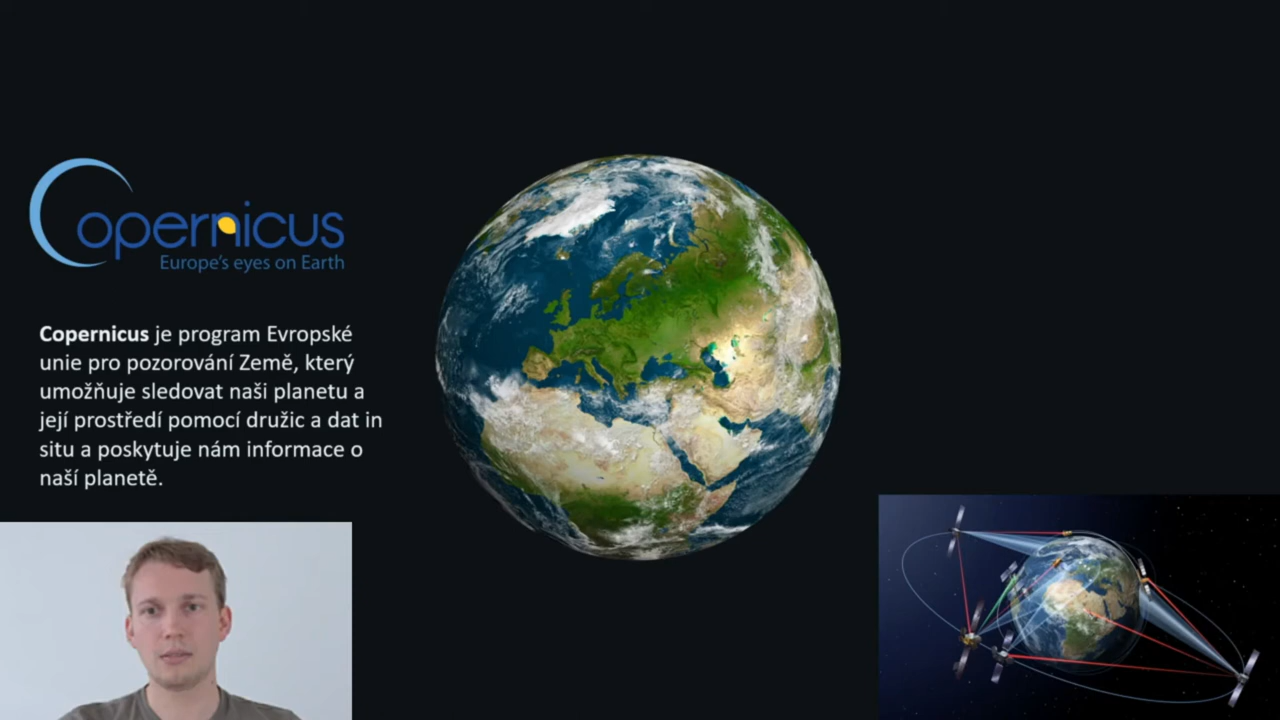 Copernicus
Europe's eyes on Earth
Copernicus je program Evropské
unie pro pozorování Země, který
umožňuje sledovat naši planetu a
její prostředí pomocí družic a dat in
situ a poskytuje nám informace o
naší planetě.